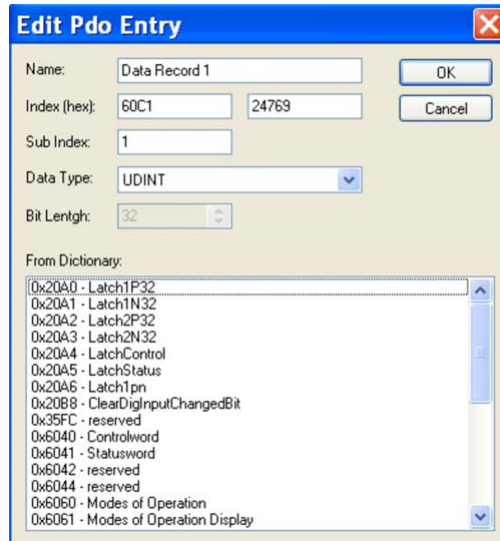 Edit Pdo Entry
Name: Data Record 1 OK
Index (hex): 60C1 24769 Cancel
Sub Index: 1
Data Type: UDINT
Bit Lentgh: 32
From Dictionary:
0x20A0 - Latch1P32
0x20A1 - Latch1N32
0x20A2 - Latch2P32
0x20A3 - Latch2N32
0x20A4 - LatchControl
0x20A5 - LatchStatus
0x20A6 - Latch1pn
0x20B8 - ClearDigInputChangedBit
0x35FC - reserved
0x6040 - Controlword
0x6041 - Statusword
0x6042 - reserved
0x6044 - reserved
0x6060 - Modes of Operation
0x6061 - Modes of Operation Display